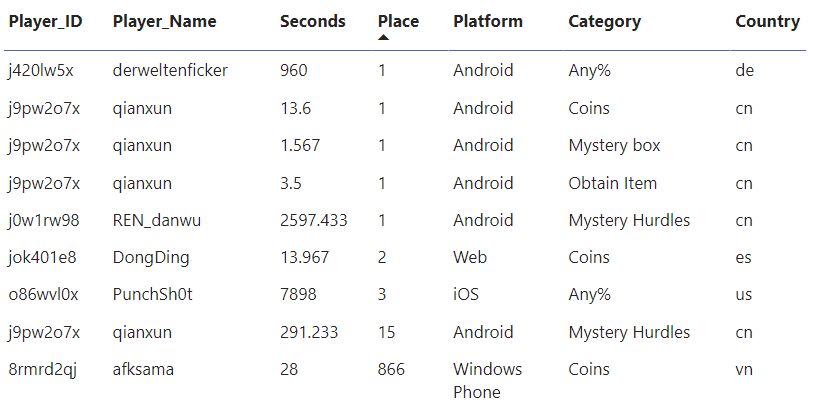 Player_ID Player_Name Seconds Place Platform Category Country
j420lw5x derweltenficker 960 1 Android Any% de
j9pw2o7x qianxun 13.6 1 Android Coins cn
j9pw2o7x qianxun 1.567 1 Android Mystery box cn
j9pw2o7x qianxun 3.5 1 Android Obtain Item cn
j0w1rw98 REN_danwu 2597.433 1 Android Mystery Hurdles cn
jok401e8 DongDing 13.967 2 Web Coins es
o86wvl0x PunchSh0t 7898 3 iOS Any% us
j9pw2o7x qianxun 291.233 15 Android Mystery Hurdles cn
8rmrd2qj afksama 28 866 Windows Coins vn
Phone